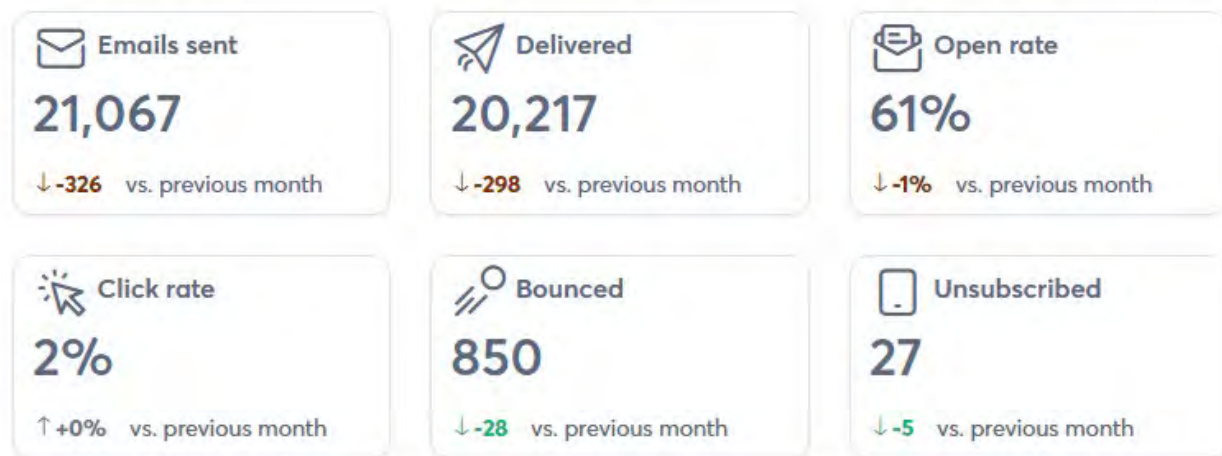 Emails sent
21,067
↓ -326 vs. previous month
Delivered
20,217
↓ -298 vs. previous month
Open rate
61%
↓ -1% vs. previous month
Click rate
2%
↑ +0% vs. previous month
Bounced
850
↓ -28 vs. previous month
Unsubscribed
27
↓ -5 vs. previous month